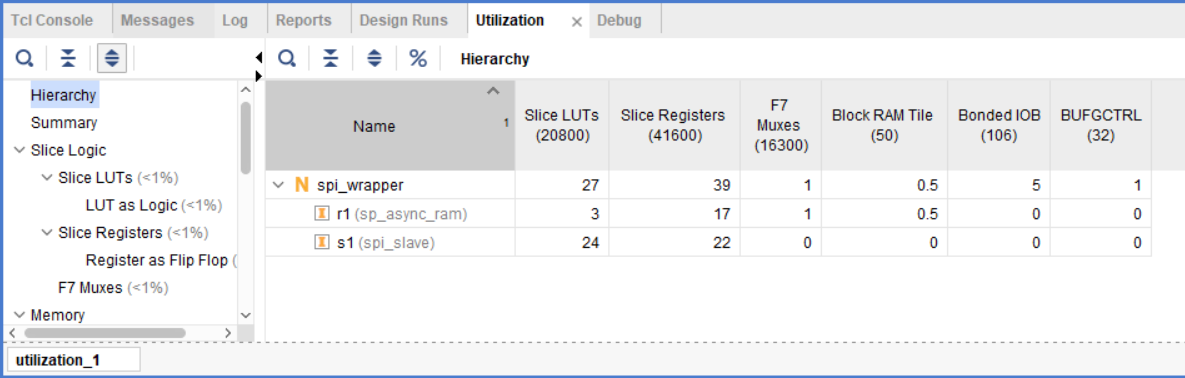 Tcl Console Messages Log Reports Design Runs Utilization × Debug
Hierarchy
Hierarchy
Summary
Slice Logic
Slice LUTs (<1%)
LUT as Logic (<1%)
Slice Registers (<1%)
Register as Flip Flop (
F7 Muxes (<1%)
Memory
Name 1 Slice LUTs (20800) Slice Registers (41600) F7 Muxes (16300) Block RAM Tile (50) Bonded IOB (106) BUFGCTRL (32)
N spi_wrapper 27 39 1 0.5 5 1
I r1 (sp_async_ram) 3 17 1 0.5 0 0
I s1 (spi_slave) 24 22 0 0 0 0
utilization_1